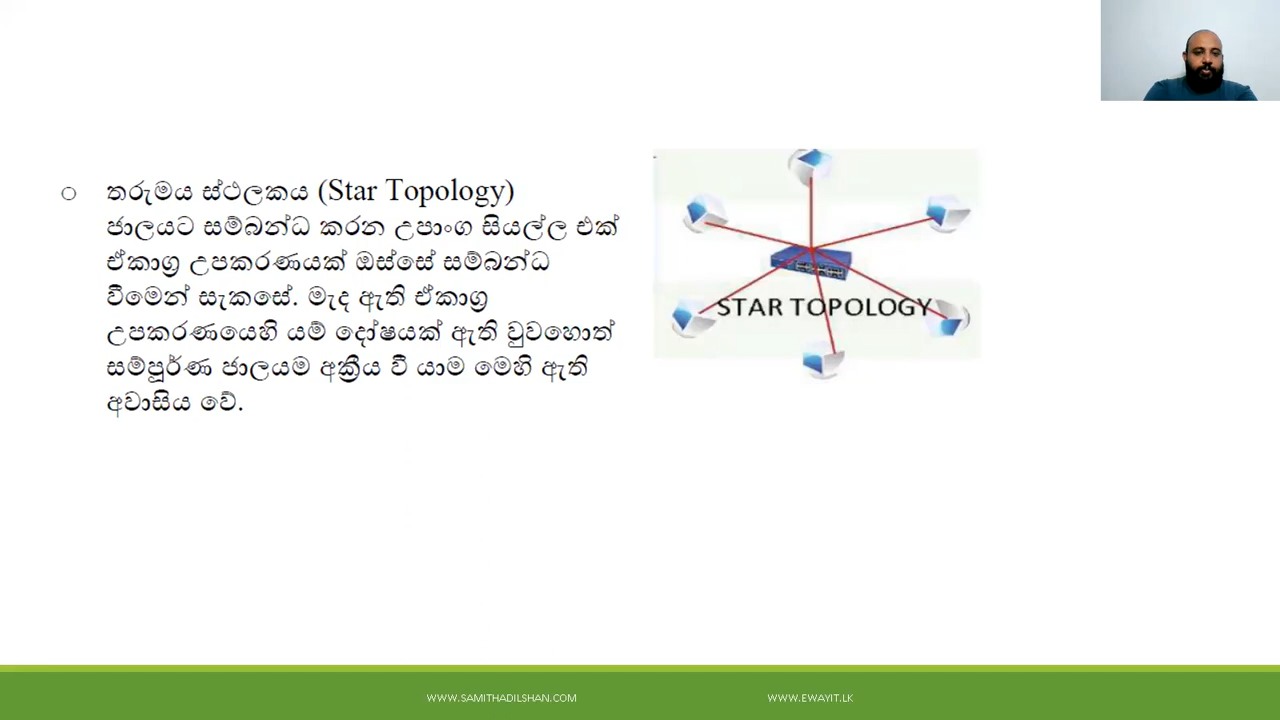 තරුමය ස්ථලකය (Star Topology)
ජාලයට සම්බන්ධ කරන උපාංග සියල්ල එක්
ඒකාග්‍ර උපකරණයක් ඔස්සේ සම්බන්ධ
වීමෙන් සැකසේ. මැද ඇති ඒකාග්‍ර
උපකරණයෙහි යම් දෝෂයක් ඇති වුවහොත්
සම්පූර්ණ ජාලයම අක්‍රීය වී යාම මෙහි ඇති
අවාසිය වේ.
STAR TOPOLOGY
WWW.SAMITHADILSHAN.COM
WWW.EWAYIT.LK